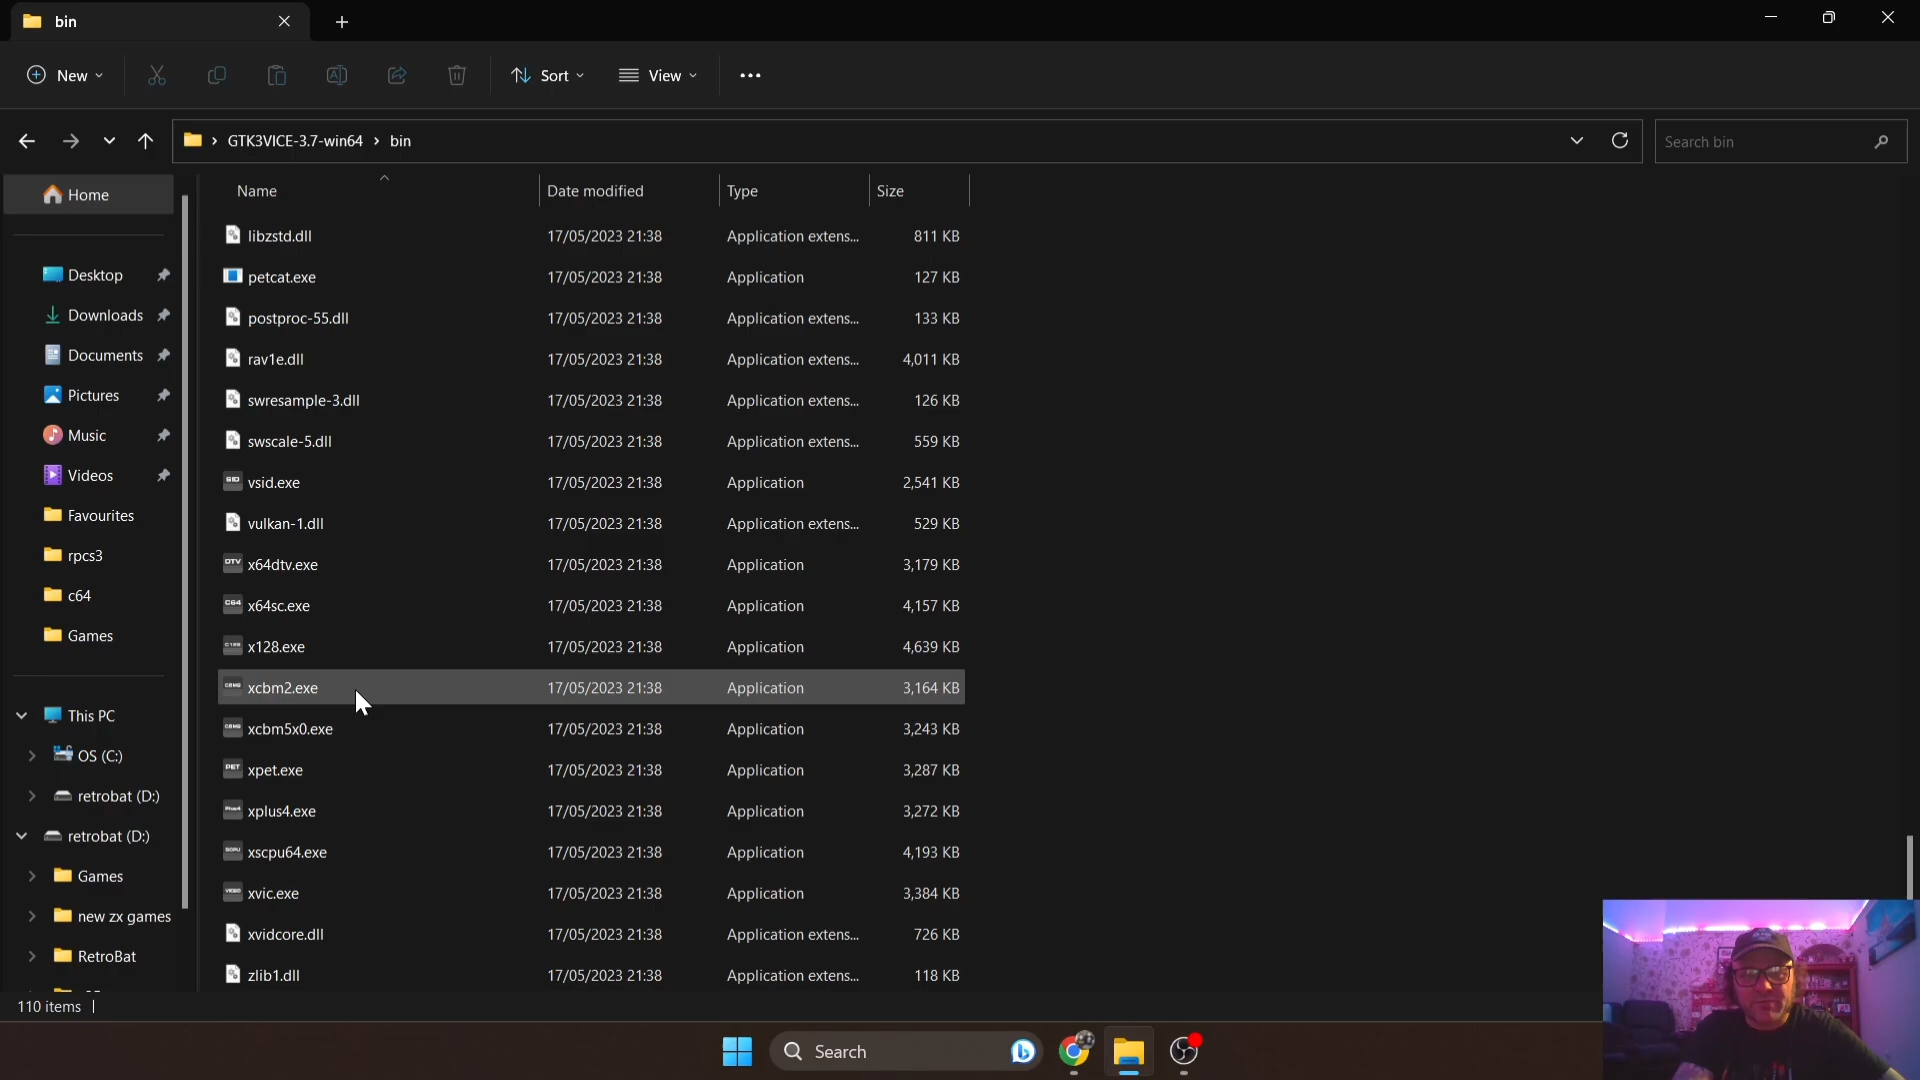 bin
New
Sort
View
GTK3VICE-3.7-win64 > bin
Search bin
Home
Desktop
Downloads
Documents
Pictures
Music
Videos
Favourites
rpcs3
c64
Games
This PC
OS (C:)
retrobat (D:)
retrobat (D:)
Games
new zx games
RetroBat
Name Date modified Type Size
libzstd.dll 17/05/2023 21:38 Application extens... 811 KB
petcat.exe 17/05/2023 21:38 Application 127 KB
postproc-55.dll 17/05/2023 21:38 Application extens... 133 KB
rav1e.dll 17/05/2023 21:38 Application extens... 4,011 KB
swresample-3.dll 17/05/2023 21:38 Application extens... 126 KB
swscale-5.dll 17/05/2023 21:38 Application extens... 559 KB
SID vsid.exe 17/05/2023 21:38 Application 2,541 KB
vulkan-1.dll 17/05/2023 21:38 Application extens... 529 KB
DTV x64dtv.exe 17/05/2023 21:38 Application 3,179 KB
C64 x64sc.exe 17/05/2023 21:38 Application 4,157 KB
C128 x128.exe 17/05/2023 21:38 Application 4,639 KB
xcbm2.exe 17/05/2023 21:38 Application 3,164 KB
xcbm5x0.exe 17/05/2023 21:38 Application 3,243 KB
PET xpet.exe 17/05/2023 21:38 Application 3,287 KB
Plus4 xplus4.exe 17/05/2023 21:38 Application 3,272 KB
SCPU xscpu64.exe 17/05/2023 21:38 Application 4,193 KB
xvic.exe 17/05/2023 21:38 Application 3,384 KB
xvidcore.dll 17/05/2023 21:38 Application extens... 726 KB
zlib1.dll 17/05/2023 21:38 Application extens... 118 KB
110 items
Search